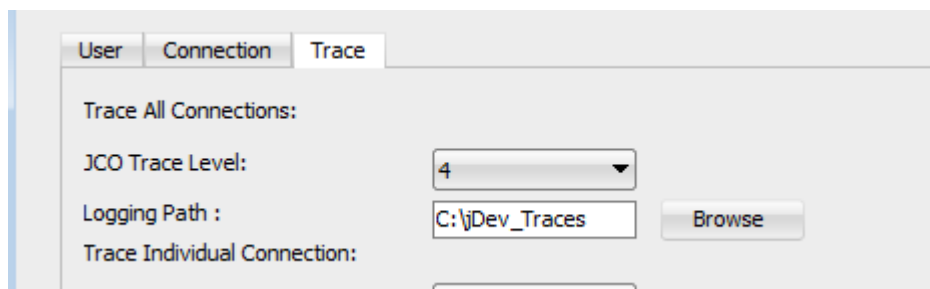 User Connection Trace
Trace All Connections:
JCO Trace Level: 4
Logging Path : C:\jDev_Traces Browse
Trace Individual Connection: